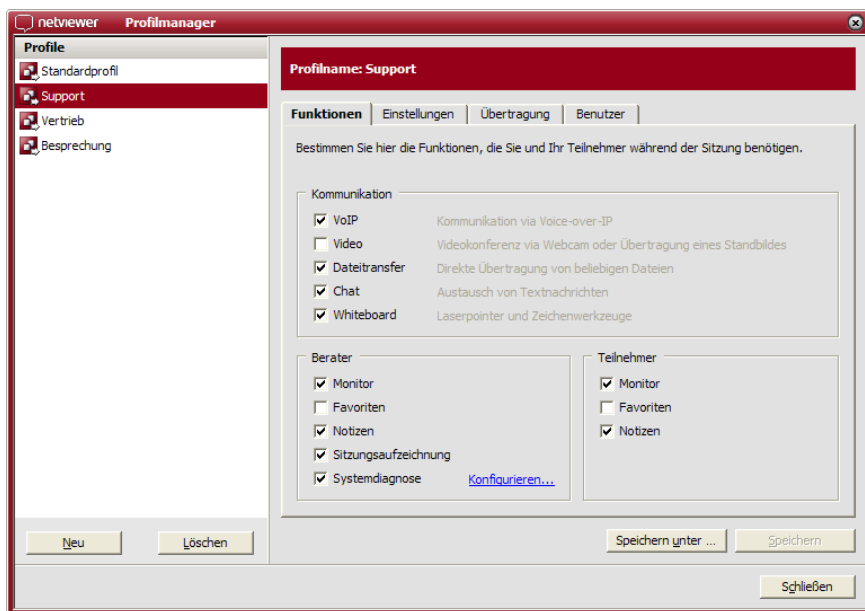 netviewer Profilmanager
Profile
Standardprofil
Support
Vertrieb
Besprechung
Neu
Löschen
Profilname: Support
Funktionen Einstellungen Übertragung Benutzer
Bestimmen Sie hier die Funktionen, die Sie und Ihr Teilnehmer während der Sitzung benötigen.
Kommunikation
VoIP Kommunikation via Voice-over-IP
Video Videokonferenz via Webcam oder Übertragung eines Standbildes
Dateitransfer Direkte Übertragung von beliebigen Dateien
Chat Austausch von Textnachrichten
Whiteboard Laserpointer und Zeichenwerkzeuge
Berater
Monitor
Favoriten
Notizen
Sitzungsaufzeichnung
Systemdiagnose Konfigurieren...
Teilnehmer
Monitor
Favoriten
Notizen
Speichern unter ... Speichern
Schließen